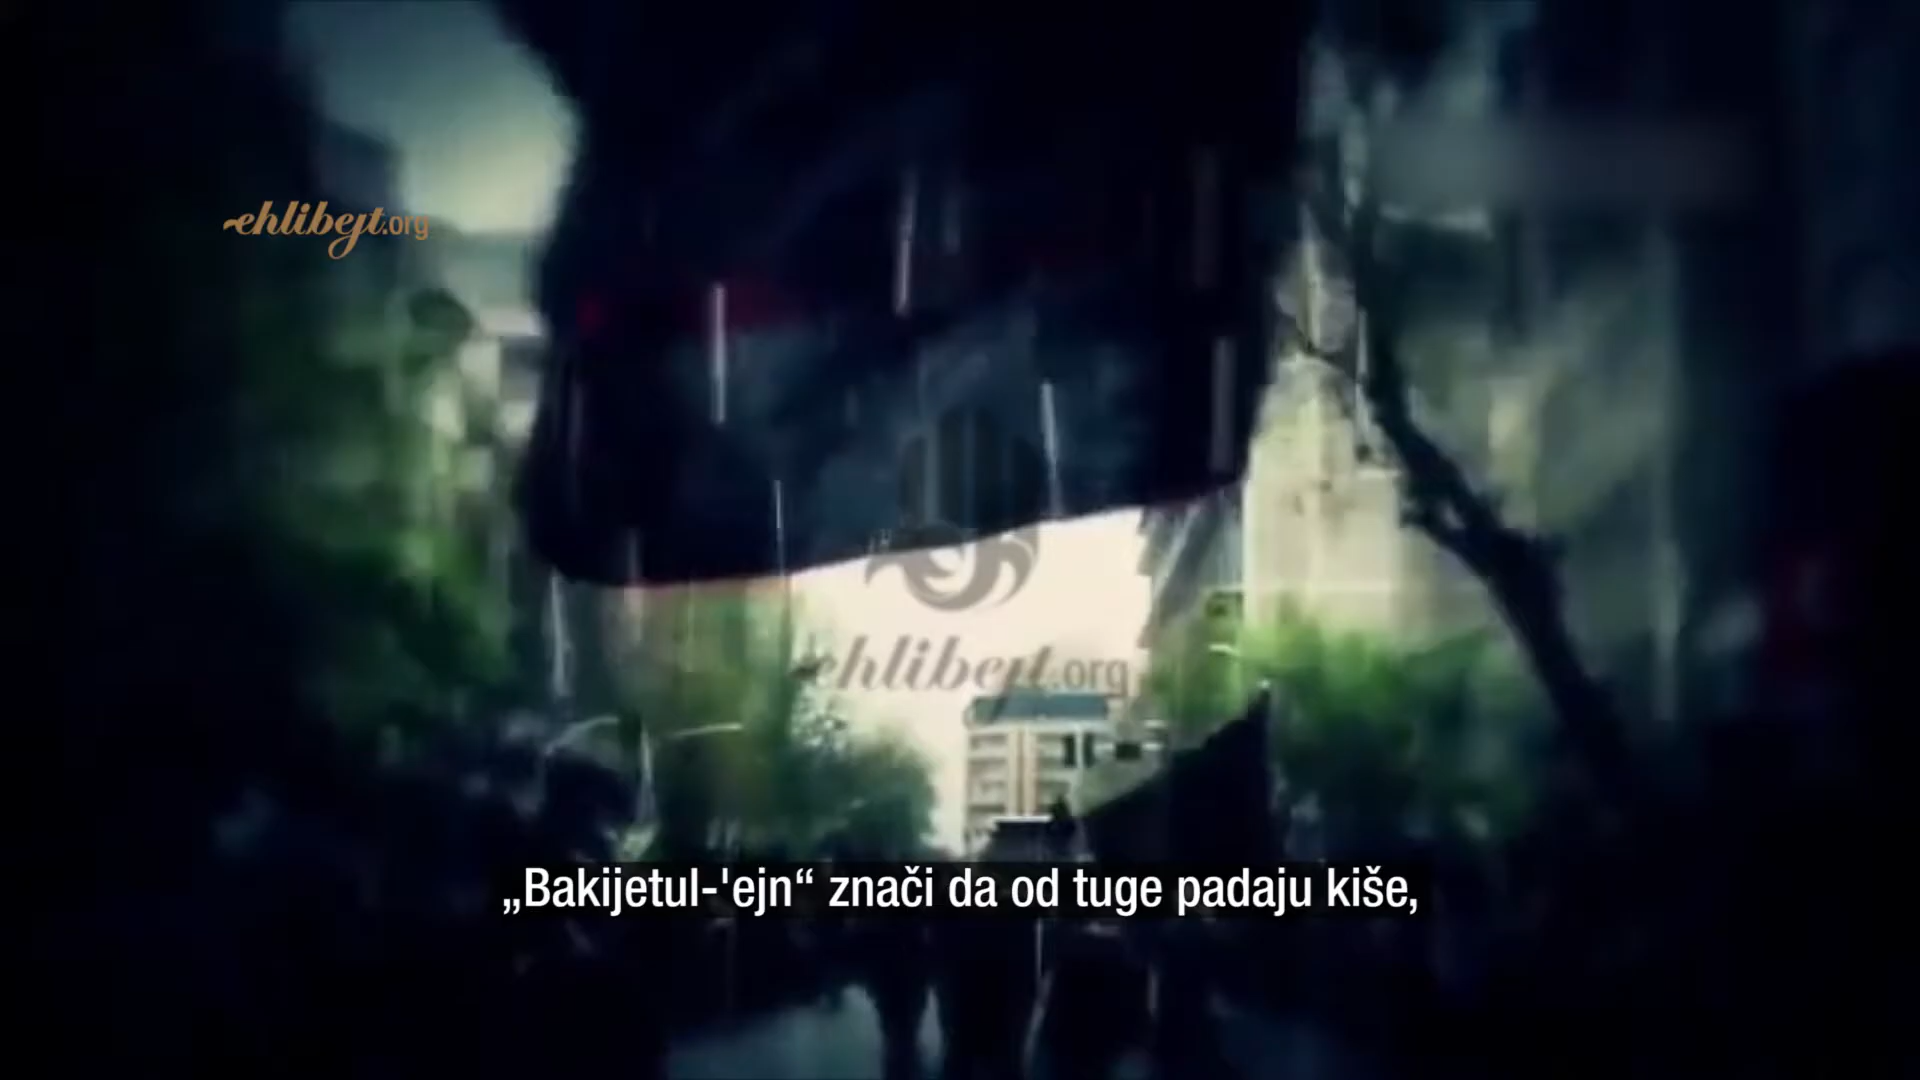 ehlibejt.org
ehlibejt.org
„Bakijetul-'ejn“ znači da od tuge padaju kiše,